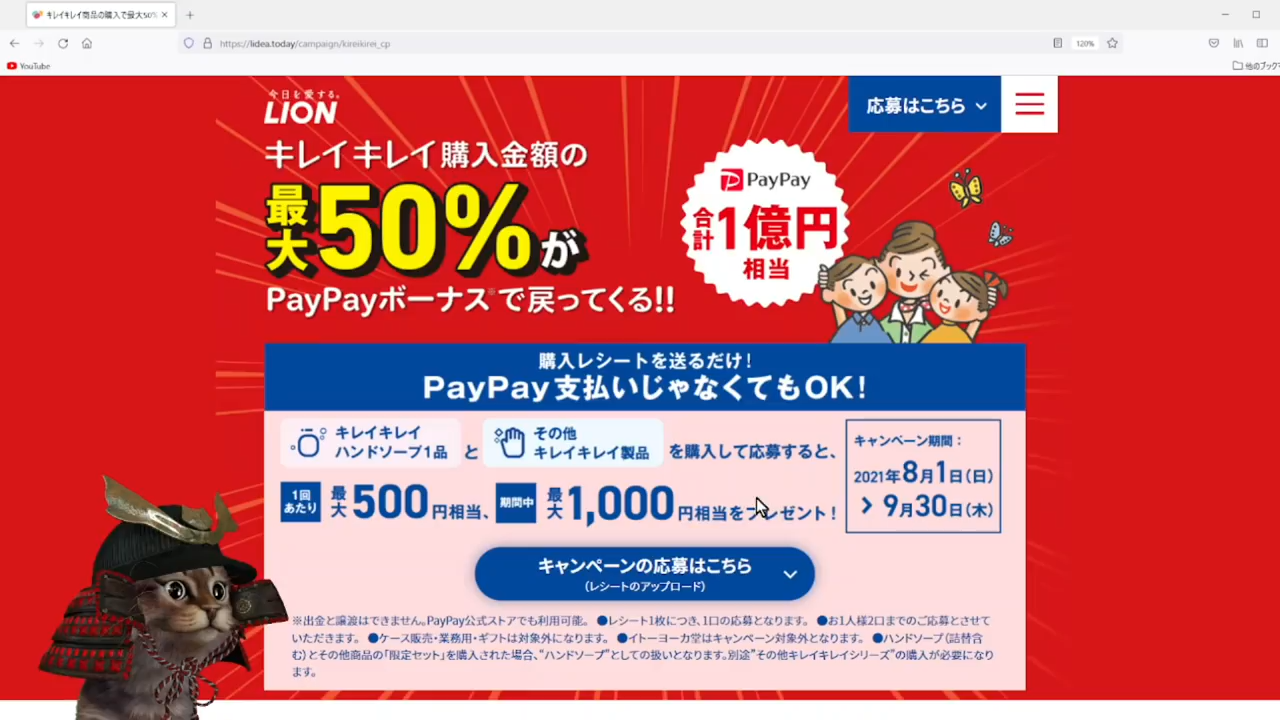 キレイキレイ商品の購入で最大50%
https://lidea.today/campaign/kireikirei_cp
120%
YouTube
他のブックマ
今日を愛する。
LION
応募はこちら
キレイキレイ購入金額の
最大50%が
PayPayボーナス※で戻ってくる!!
PayPay
合計1億円
相当
購入レシートを送るだけ!
PayPay支払いじゃなくてもOK!
キレイキレイ
ハンドソープ1品
と
その他
キレイキレイ製品
を購入して応募すると、
1回あたり
最大500円相当、
期間中
最大1,000円相当をプレゼント!
キャンペーン期間:
2021年8月1日(日)
> 9月30日(木)
キャンペーンの応募はこちら
(レシートのアップロード)
※出金と譲渡はできません。PayPay公式ストアでも利用可能。 ●レシート1枚につき、1口の応募となります。 ●お1人様2口までのご応募とさせて
いただきます。 ●ケース販売・業務用・ギフトは対象外になります。 ●イトーヨーカ堂はキャンペーン対象外となります。 ●ハンドソープ(詰替含
む)とその他商品の「限定セット」を購入された場合、“ハンドソープ”としての扱いとなります。別途“その他キレイキレイシリーズ”の購入が必要になり
ます。